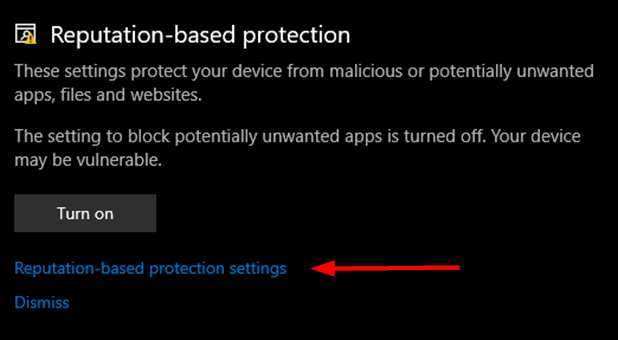 Reputation-based protection
These settings protect your device from malicious or potentially unwanted
apps, files and websites.
The setting to block potentially unwanted apps is turned off. Your device
may be vulnerable.
Turn on
Reputation-based protection settings
Dismiss